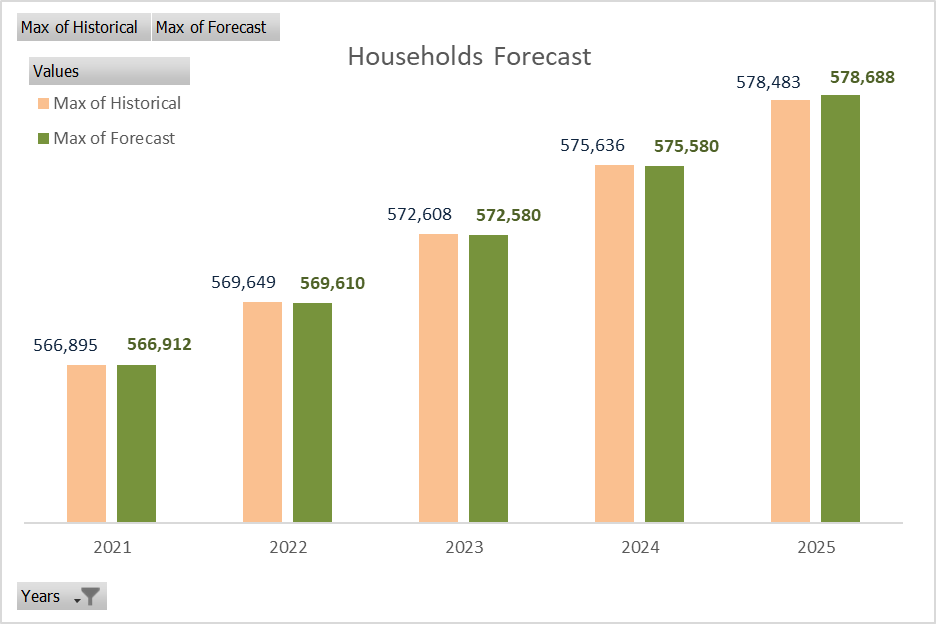 Max of Historical Max of Forecast
Households Forecast
Values
Max of Historical
Max of Forecast
566,895 566,912
569,649 569,610
572,608 572,580
575,636 575,580
578,483 578,688
2021 2022 2023 2024 2025
Years